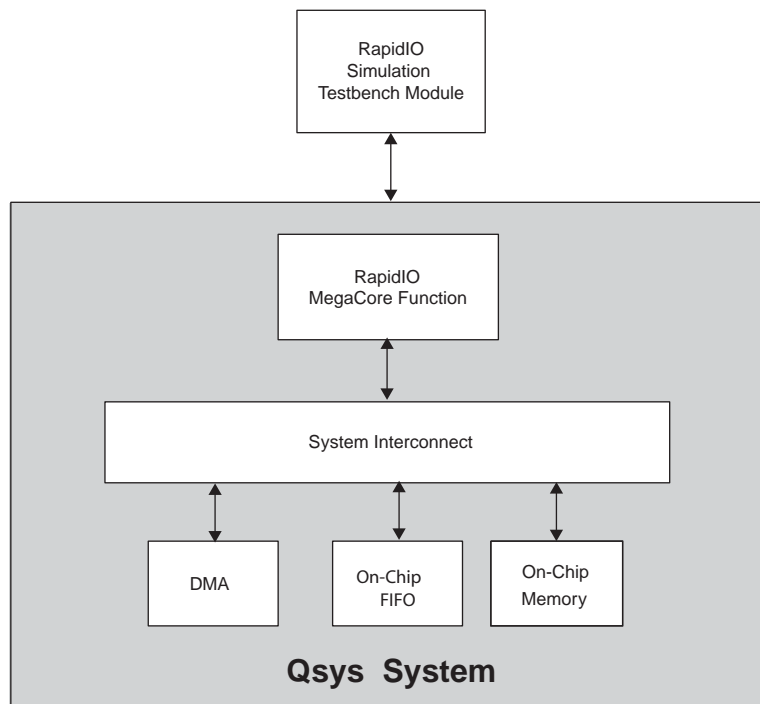 RapidIO
Simulation
Testbench Module
RapidIO
MegaCore Function
System Interconnect
DMA
On-Chip
FIFO
On-Chip
Memory
Qsys System